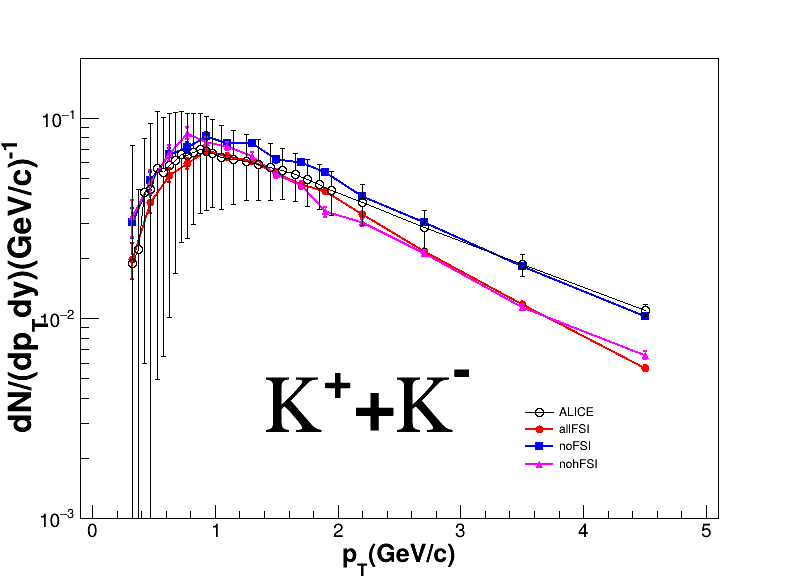 dN/(dp_T dy)(GeV/c)^-1
10^-1
10^-2
10^-3
K^+ + K^-
ALICE
allFSI
noFSI
nohFSI
0 1 2 3 4 5
p_T(GeV/c)